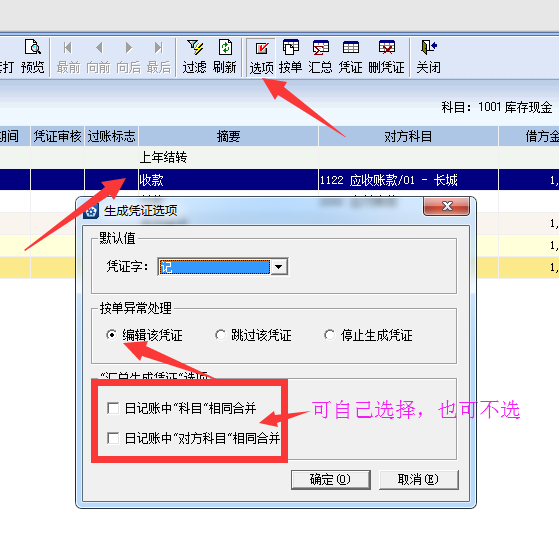 套打 预览 最前 向前 向后 最后 过滤 刷新 选项 按单 汇总 凭证 删凭证 关闭
科目：1001 库存现金
期间 凭证审核 过账标志 摘要 对方科目 借方金
上年结转
收款 1122 应收账款/01 - 长城 1,
生成凭证选项
1,
默认值
1,
凭证字： 记
1,
按单异常处理
编辑该凭证 跳过该凭证 停止生成凭证
"汇总生成凭证"选项
日记账中"科目"相同合并
可自己选择，也可不选
日记账中"对方科目"相同合并
确定(O) 取消(E)